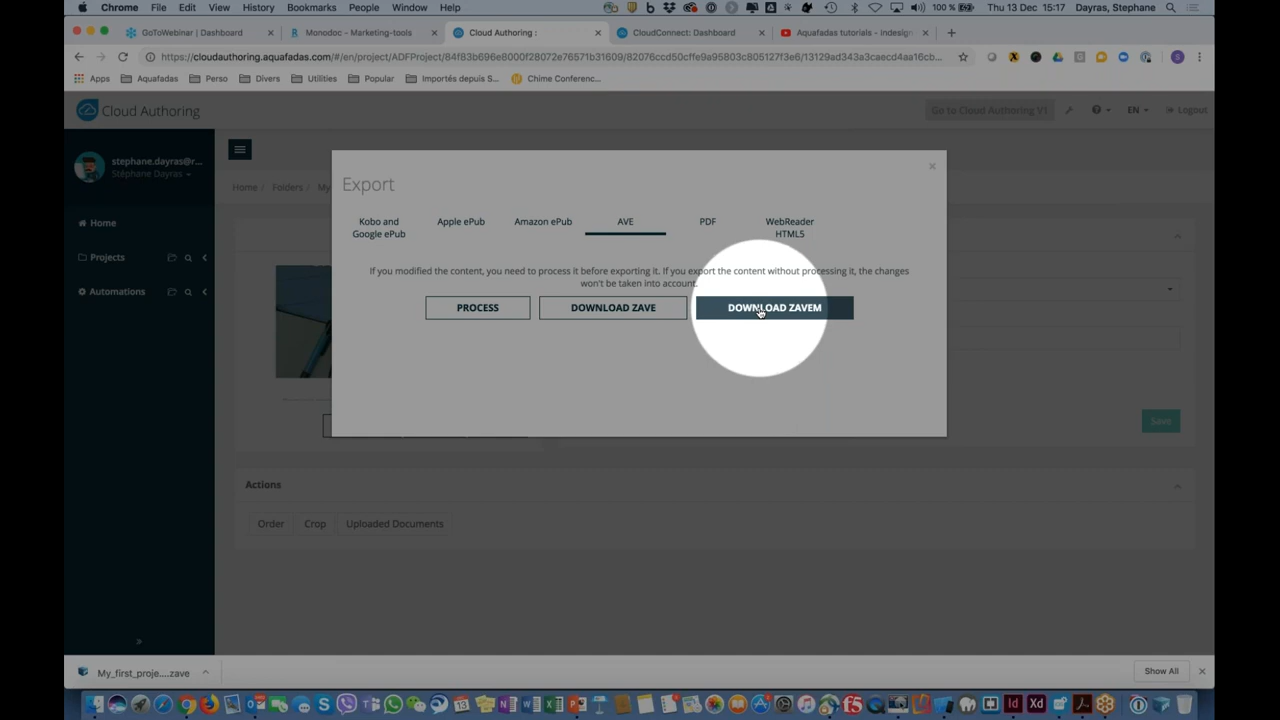 Chrome File Edit View History Bookmarks People Window Help 100 % Thu 13 Dec 15:17 Dayras, Stephane
GoToWebinar | Dashboard Monodoc - Marketing-tools Cloud Authoring : CloudConnect: Dashboard Aquafadas tutorials - indesign
https://cloudauthoring.aquafadas.com/#/en/project/ADFProject/84f83b696e8000f28072e76571b31609/82076ccd50cffe9a95803c805127f3e6/13129ad343a3caecd4aa16cb...
Apps Aquafadas Perso Divers Utilities Popular Importés depuis S... Chime Conferenc...
Cloud Authoring Go to Cloud Authoring V1 EN Logout
stephane.dayras@r...
Stéphane Dayras
Home / Folders / My
Home
Projects
Automations
Export
Kobo and
Google ePub
Apple ePub
Amazon ePub
AVE
PDF
WebReader
HTML5
If you modified the content, you need to process it before exporting it. If you export the content without processing it, the changes
won't be taken into account.
PROCESS DOWNLOAD ZAVE DOWNLOAD ZAVEM
Save
Actions
Order Crop Uploaded Documents
My_first_proje....zave Show All